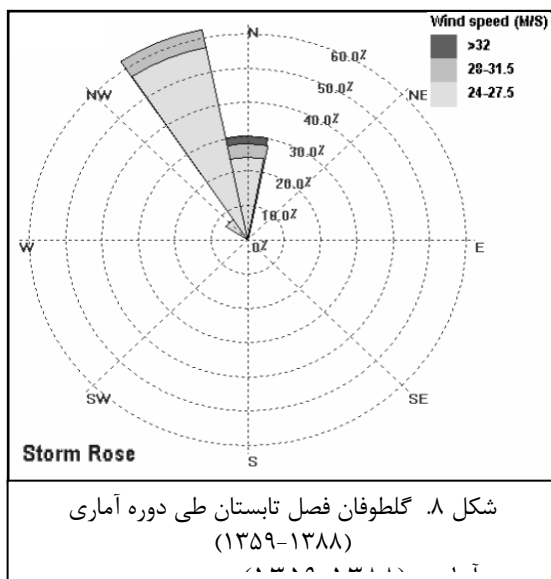 Wind speed (M/S)
>32
28-31.5
24-27.5
N
NE
E
SE
S
SW
W
NW
60.0%
50.0%
40.0%
30.0%
20.0%
10.0%
0%
Storm Rose
شکل ۸. گلطوفان فصل تابستان طی دوره آماری
(۱۳۵۹-۱۳۸۸)